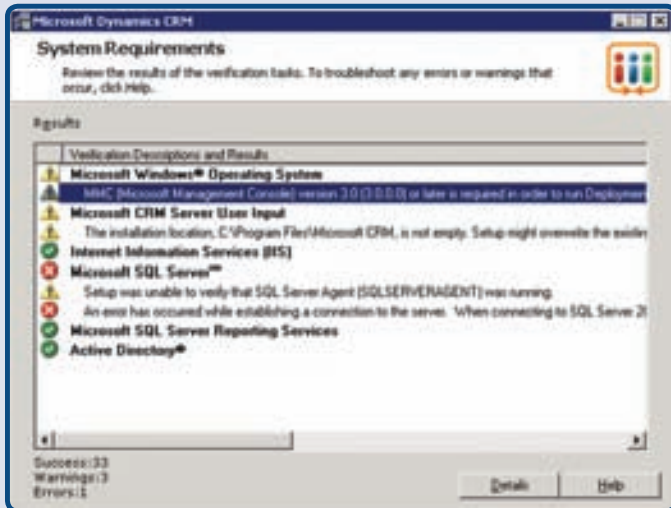 Microsoft Dynamics CRM
System Requirements
Review the results of the verification tasks. To troubleshoot any errors or warnings that
occur, click Help.
Results
Verification Descriptions and Results
Microsoft Windows® Operating System
MMC (Microsoft Management Console) version 3.0 (3.0.0.0) or later is required in order to run Deploymen
Microsoft CRM Server User Input
The installation location, C:\Program Files\Microsoft CRM, is not empty. Setup might overwrite the existin
Internet Information Services (IIS)
Microsoft SQL Server™
Setup was unable to verify that SQL Server Agent (SQLSERVERAGENT) was running.
An error has occured while establishing a connection to the server. When connecting to SQL Server 2
Microsoft SQL Server Reporting Services
Active Directory®
Success:33
Warnings:3
Errors:1
Details
Help